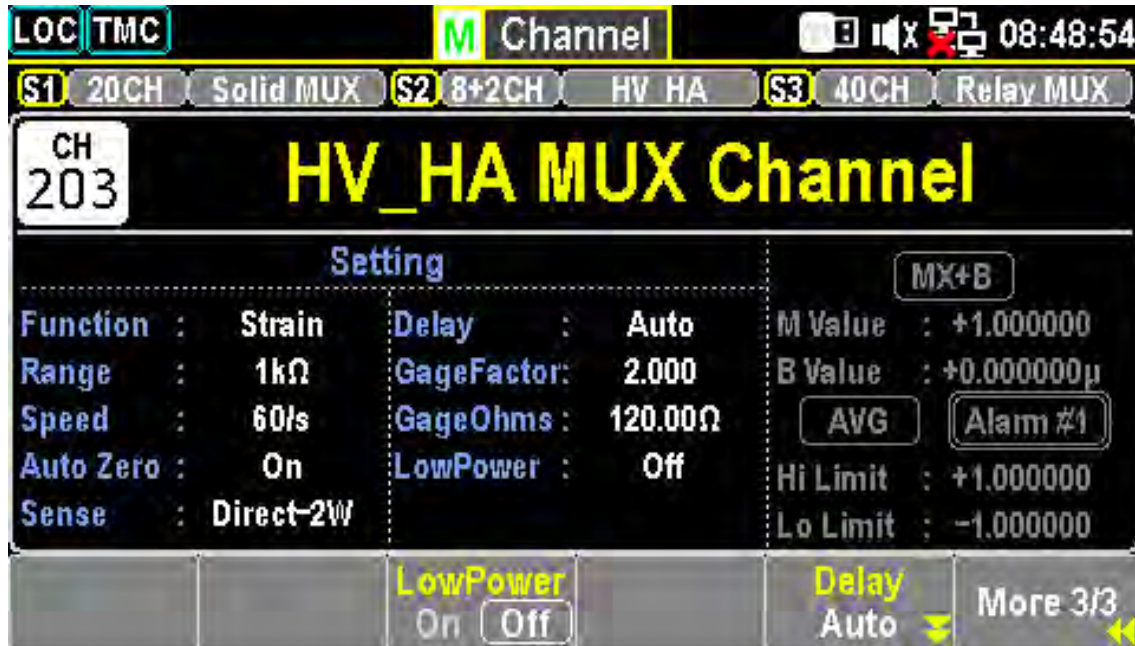 LOC TMC M Channel 08:48:54
S1 20CH Solid MUX S2 8+2CH HV_HA S3 40CH Relay MUX
CH
203
HV_HA MUX Channel
Setting
Function : Strain
Range : 1kΩ
Speed : 60/s
Auto Zero : On
Sense : Direct-2W
Delay : Auto
GageFactor: 2.000
GageOhms : 120.00Ω
LowPower : Off
MX+B
M Value : +1.000000
B Value : +0.000000µ
AVG Alarm #1
Hi Limit : +1.000000
Lo Limit : -1.000000
LowPower
On Off
Delay
Auto
More 3/3